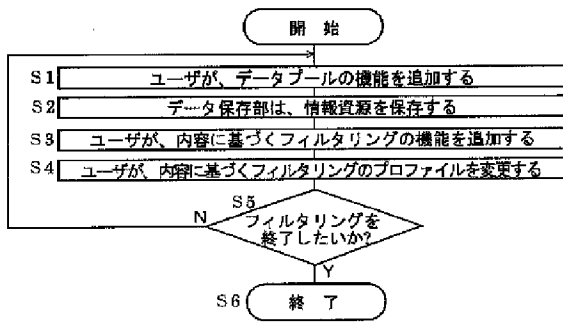 開 始
S1 ユーザが、データプールの機能を追加する
S2 データ保存部は、情報資源を保存する
S3 ユーザが、内容に基づくフィルタリングの機能を追加する
S4 ユーザが、内容に基づくフィルタリングのプロファイルを変更する
S5
フィルタリングを
N 終了したいか?
Y
S6 終 了